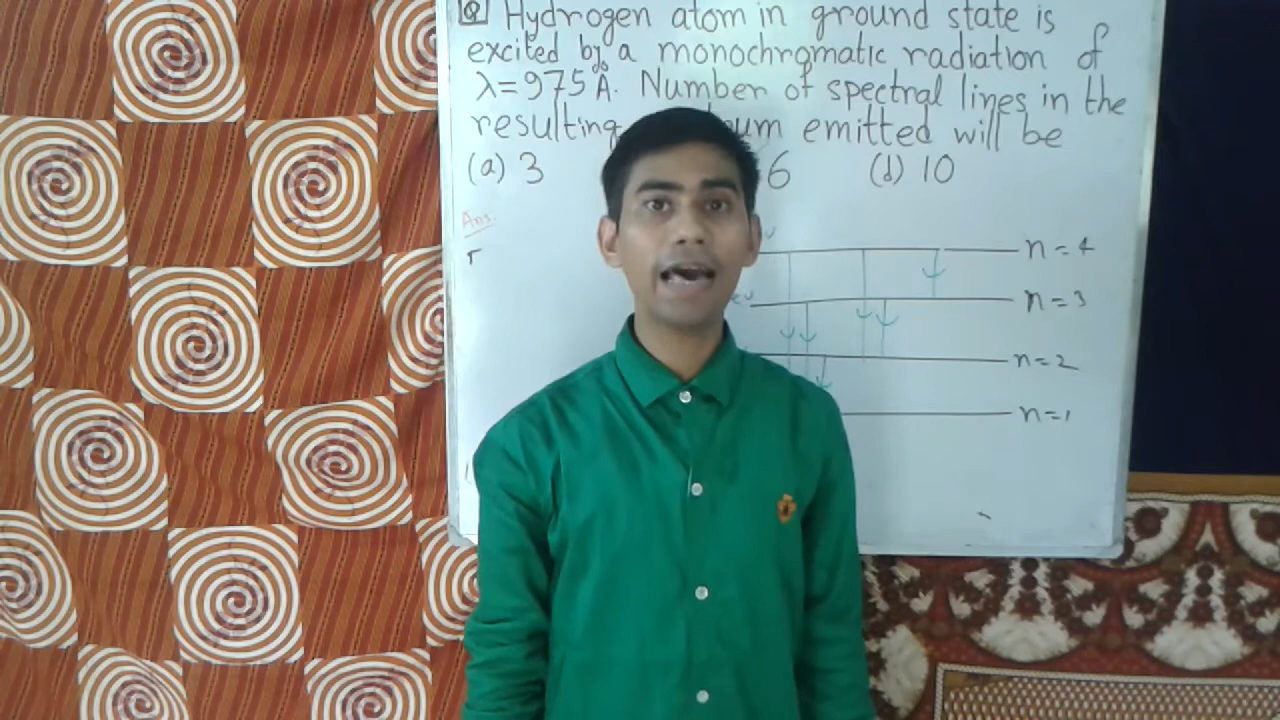 Q Hydrogen atom in ground state is
excited by a monochromatic radiation of
λ=975 Å. Number of spectral lines in the
resulting emitted will be
(a) 3 6 (d) 10
Ans.
n=4
n=3
n=2
n=1